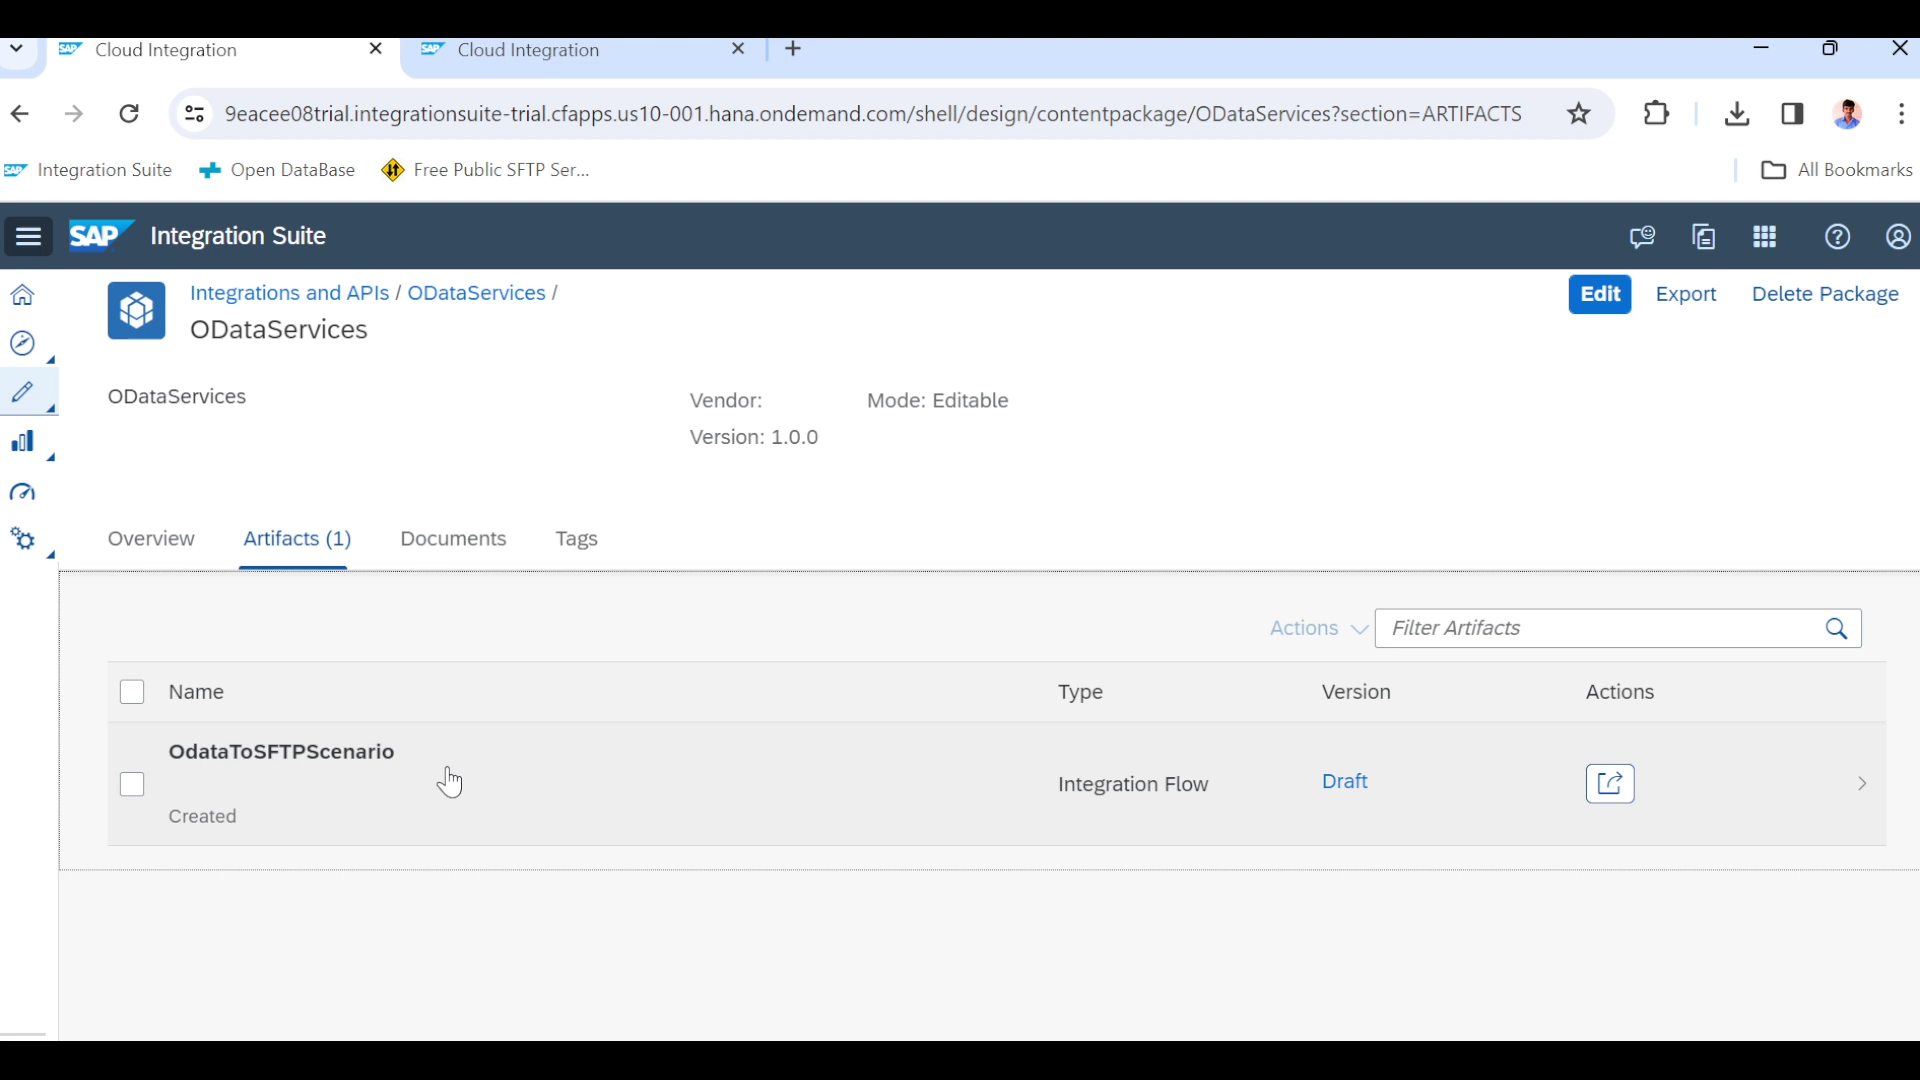 Cloud Integration
Cloud Integration
9eacee08trial.integrationsuite-trial.cfapps.us10-001.hana.ondemand.com/shell/design/contentpackage/ODataServices?section=ARTIFACTS
Integration Suite
Open DataBase
Free Public SFTP Ser...
All Bookmarks
SAP Integration Suite
Integrations and APIs / ODataServices /
Edit
Export
Delete Package
ODataServices
ODataServices
Vendor:
Mode: Editable
Version: 1.0.0
Overview
Artifacts (1)
Documents
Tags
Actions
Filter Artifacts
Name
Type
Version
Actions
OdataToSFTPScenario
Integration Flow
Draft
Created